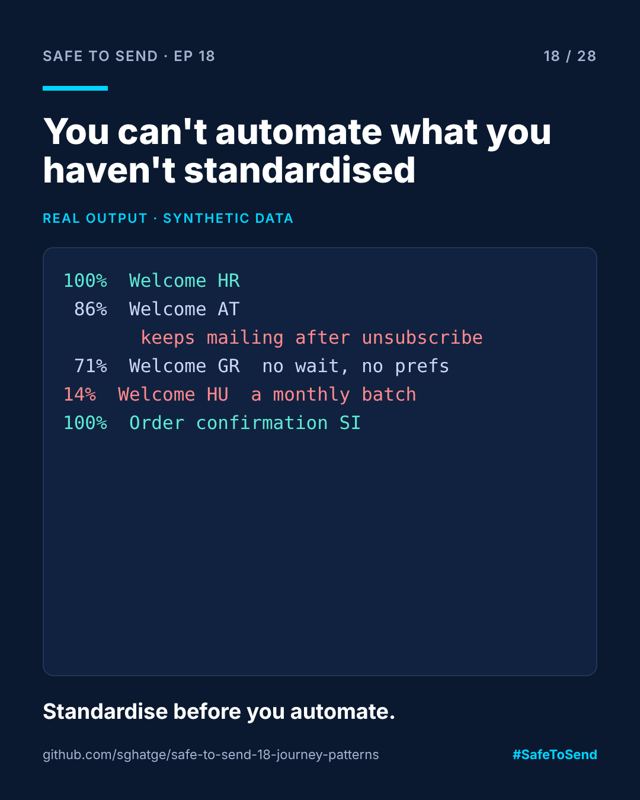 SAFE TO SEND · EP 18
18 / 28
You can't automate what you
haven't standardised
REAL OUTPUT · SYNTHETIC DATA
100%  Welcome HR
86%  Welcome AT
keeps mailing after unsubscribe
71%  Welcome GR  no wait, no prefs
14%  Welcome HU  a monthly batch
100%  Order confirmation SI
Standardise before you automate.
github.com/sghatge/safe-to-send-18-journey-patterns
#SafeToSend